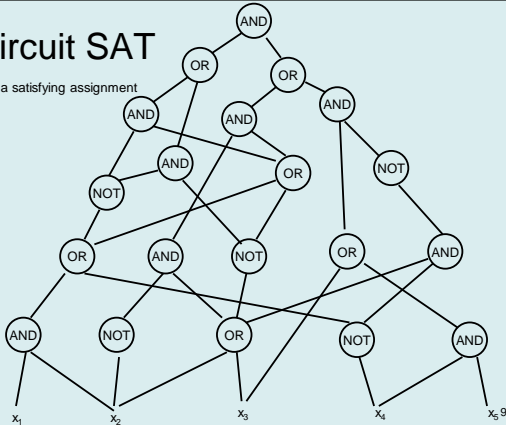 AND
ircuit SAT
OR
OR
a satisfying assignment
AND
AND
AND
AND
OR
NOT
NOT
OR
AND
NOT
OR
AND
AND
NOT
OR
NOT
AND
x1 x2 x3 x4 x5 9